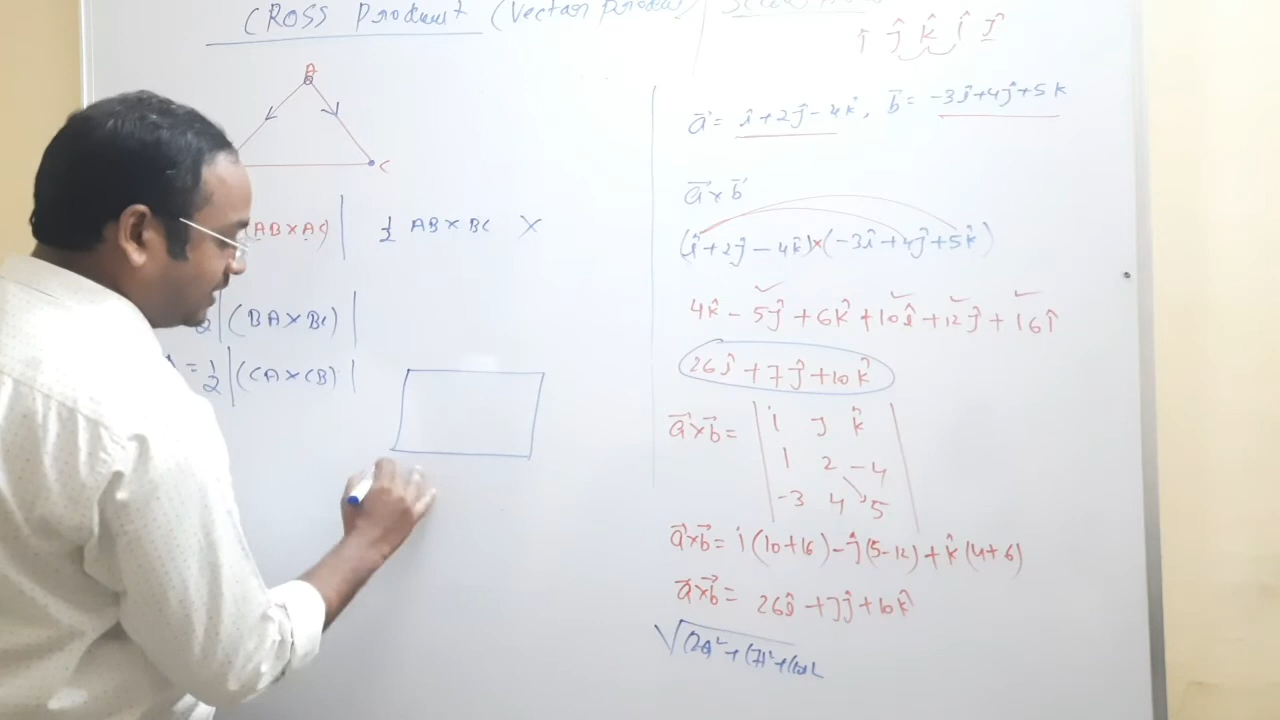 CROSS Product (Vector Product)
î ĵ k̂ î ĵ
A
C
a⃗ = î+2ĵ-4k̂, b⃗ = -3î+4ĵ+5k
(AB×AC)| ½ AB×BC ×
a⃗×b⃗
(î+2ĵ-4k̂)×(-3î+4ĵ+5k̂)
½|(BA×BC)|
4k̂-5ĵ+6k̂+10î+12ĵ+16î
= ½|(CA×CB)|
26î+7ĵ+10k̂
a⃗×b⃗ = | i j k̂
1 2 -4
-3 4 5 |
a⃗×b⃗ = i(10+16)-ĵ(5-12)+k̂(4+6)
a⃗×b⃗ = 26î+7ĵ+10k̂
√(26)²+(7)²+(10)²